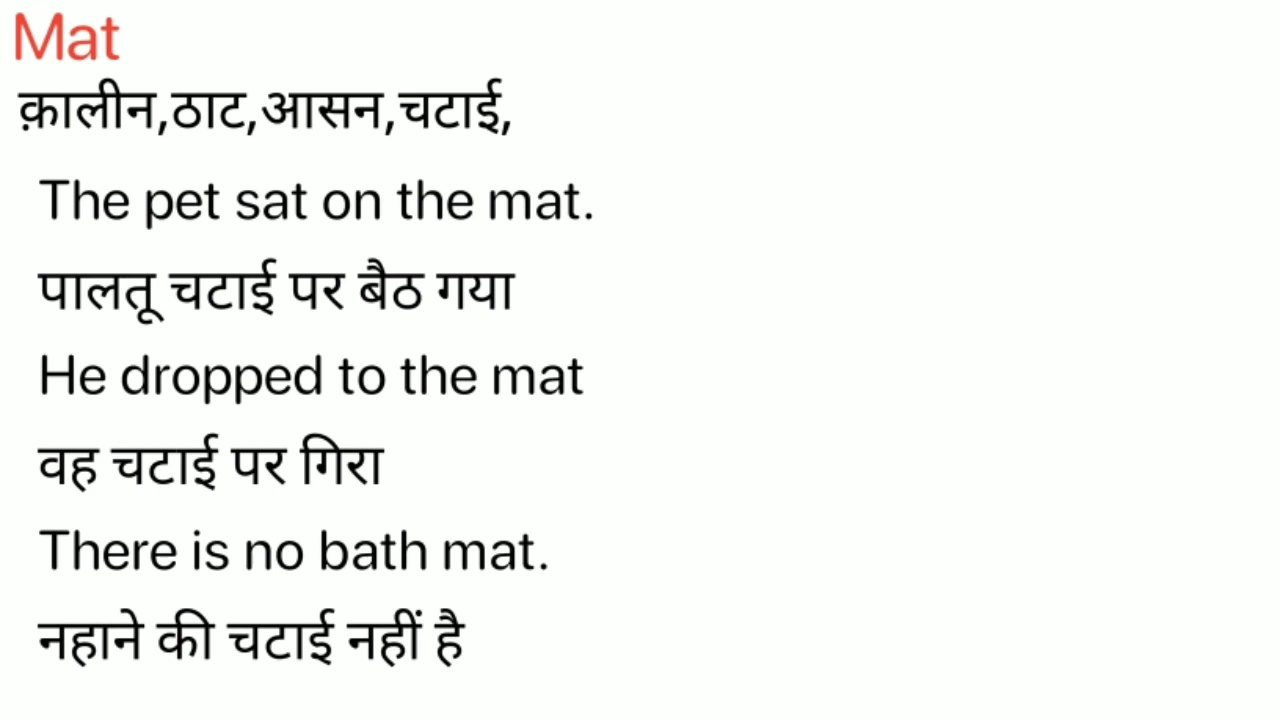 Mat
क़ालीन,ठाट,आसन,चटाई,
The pet sat on the mat.
पालतू चटाई पर बैठ गया
He dropped to the mat
वह चटाई पर गिरा
There is no bath mat.
नहाने की चटाई नहीं है